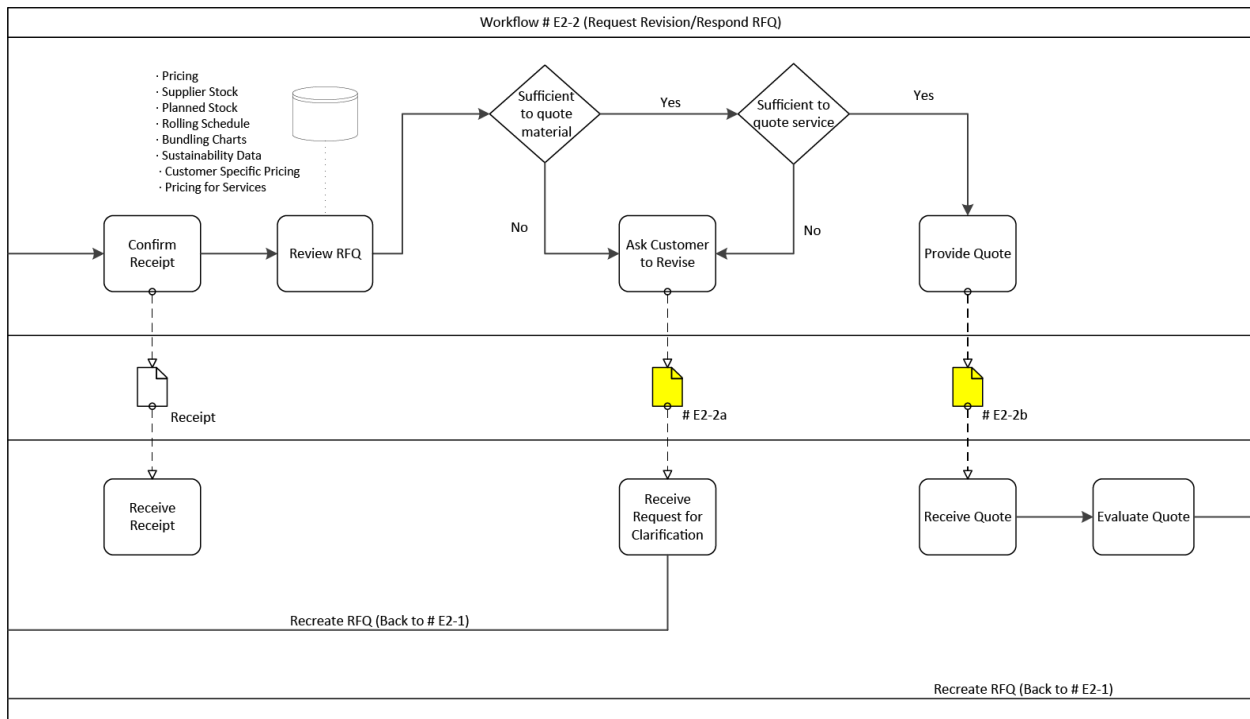 Workflow # E2-2 (Request Revision/Respond RFQ)
· Pricing
· Supplier Stock
· Planned Stock
· Rolling Schedule
· Bundling Charts
· Sustainability Data
· Customer Specific Pricing
· Pricing for Services
Sufficient
to quote
material
Yes
Sufficient to
quote service
Yes
No
No
Confirm
Receipt
Review RFQ
Ask Customer
to Revise
Provide Quote
Receipt
# E2-2a
# E2-2b
Receive
Receipt
Receive
Request for
Clarification
Receive Quote
Evaluate Quote
Recreate RFQ (Back to # E2-1)
Recreate RFQ (Back to # E2-1)